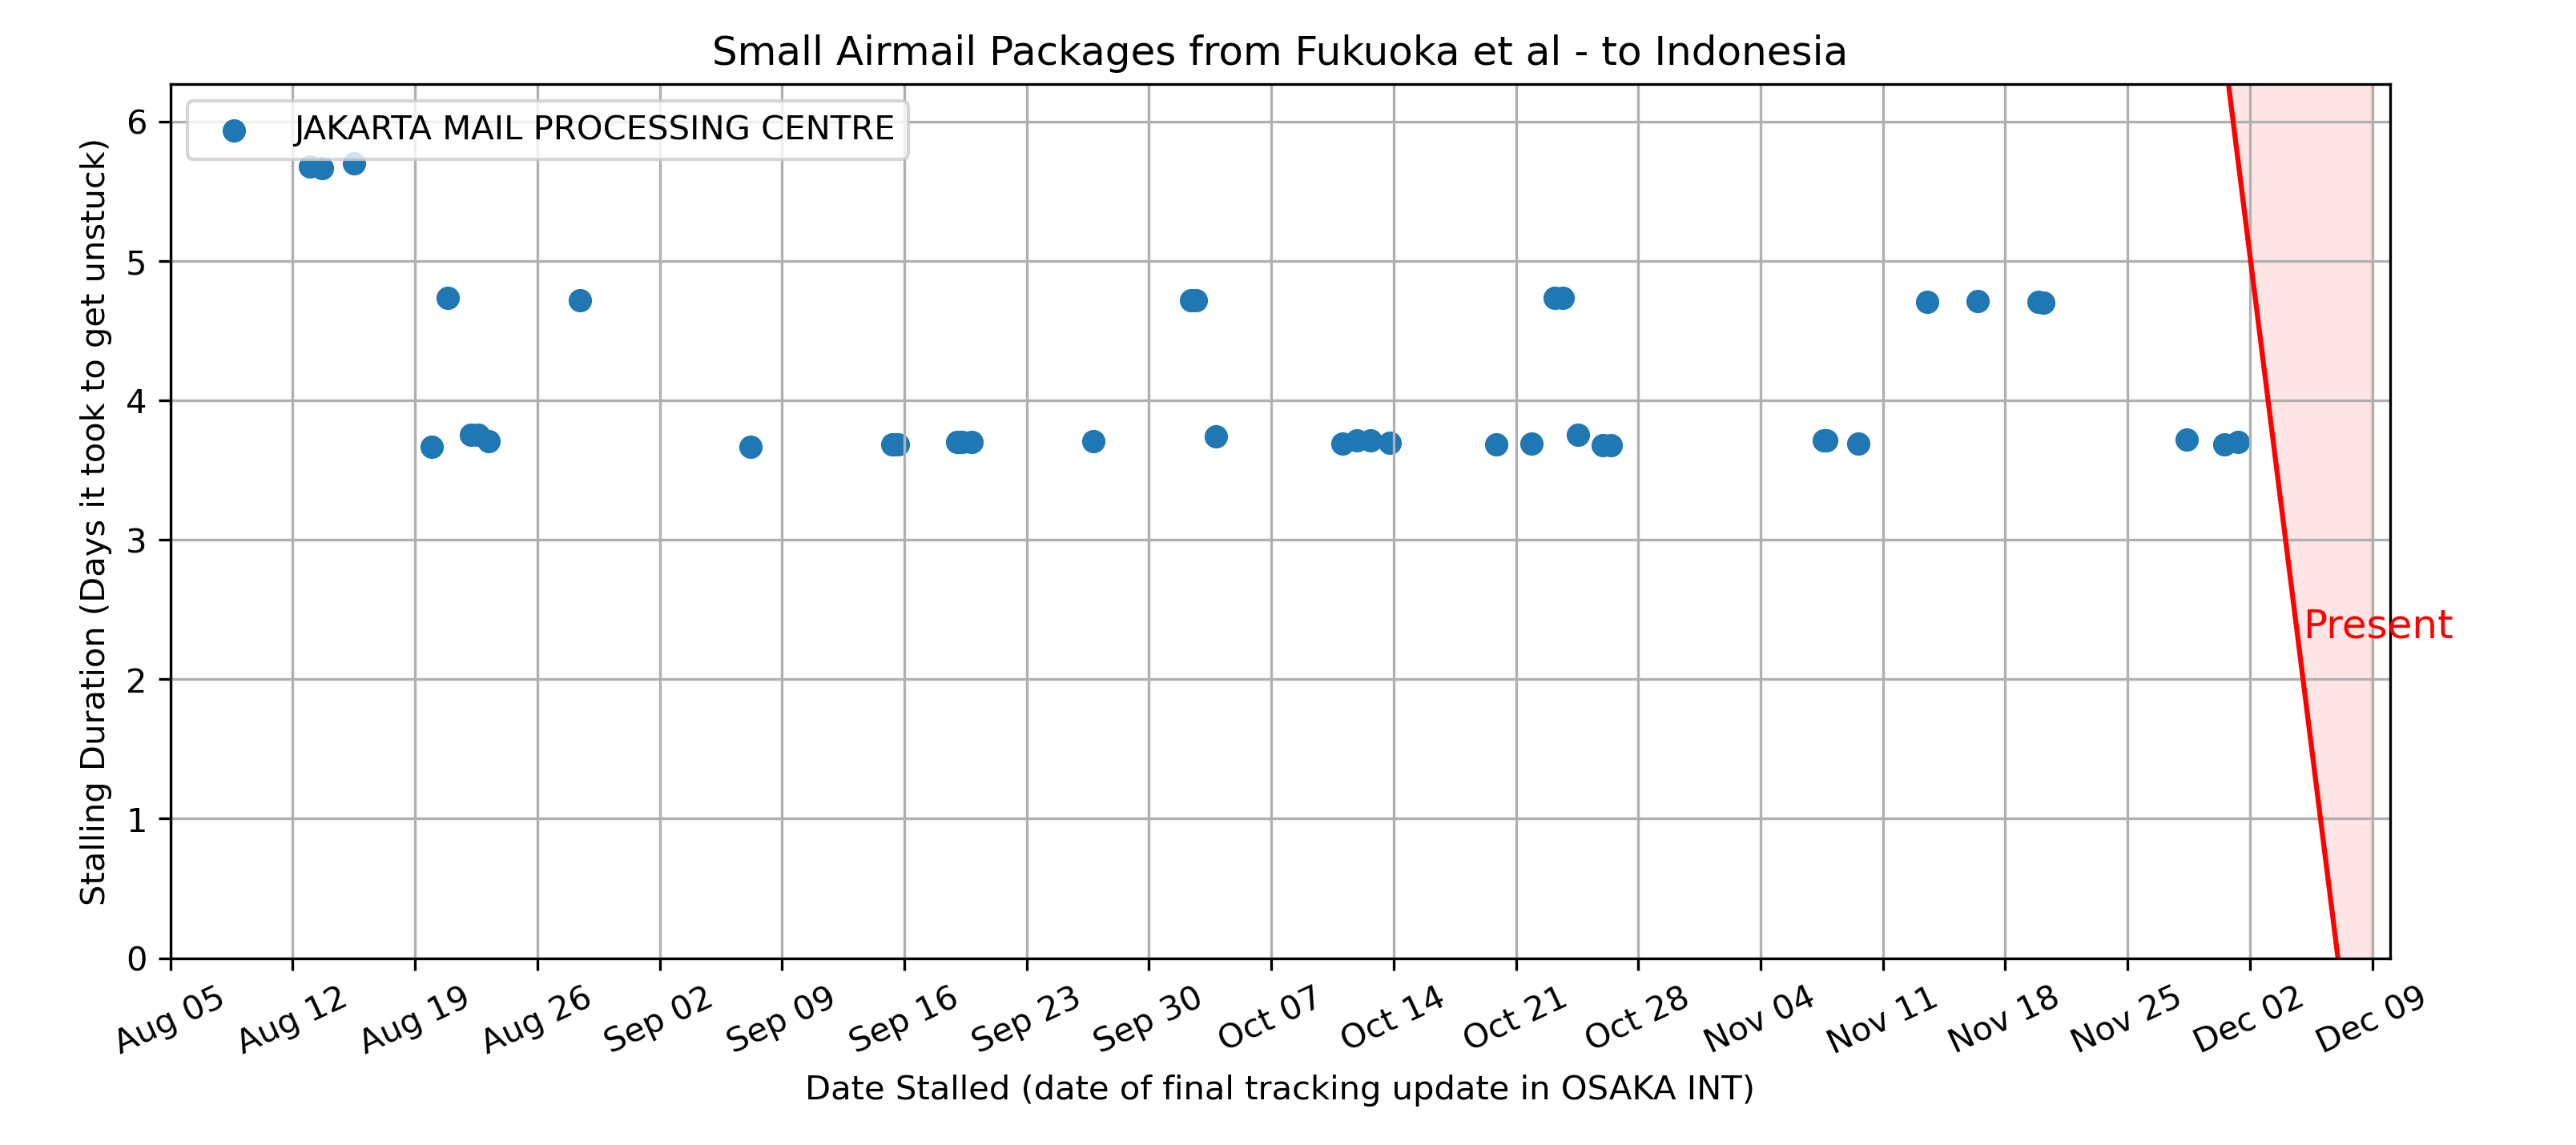 Small Airmail Packages from Fukuoka et al - to Indonesia
JAKARTA MAIL PROCESSING CENTRE
6
5
4
3
2
1
0
Stalling Duration (Days it took to get unstuck)
Present
Aug 05
Aug 12
Aug 19
Aug 26
Sep 02
Sep 09
Sep 16
Sep 23
Sep 30
Oct 07
Oct 14
Oct 21
Oct 28
Nov 04
Nov 11
Nov 18
Nov 25
Dec 02
Dec 09
Date Stalled (date of final tracking update in OSAKA INT)